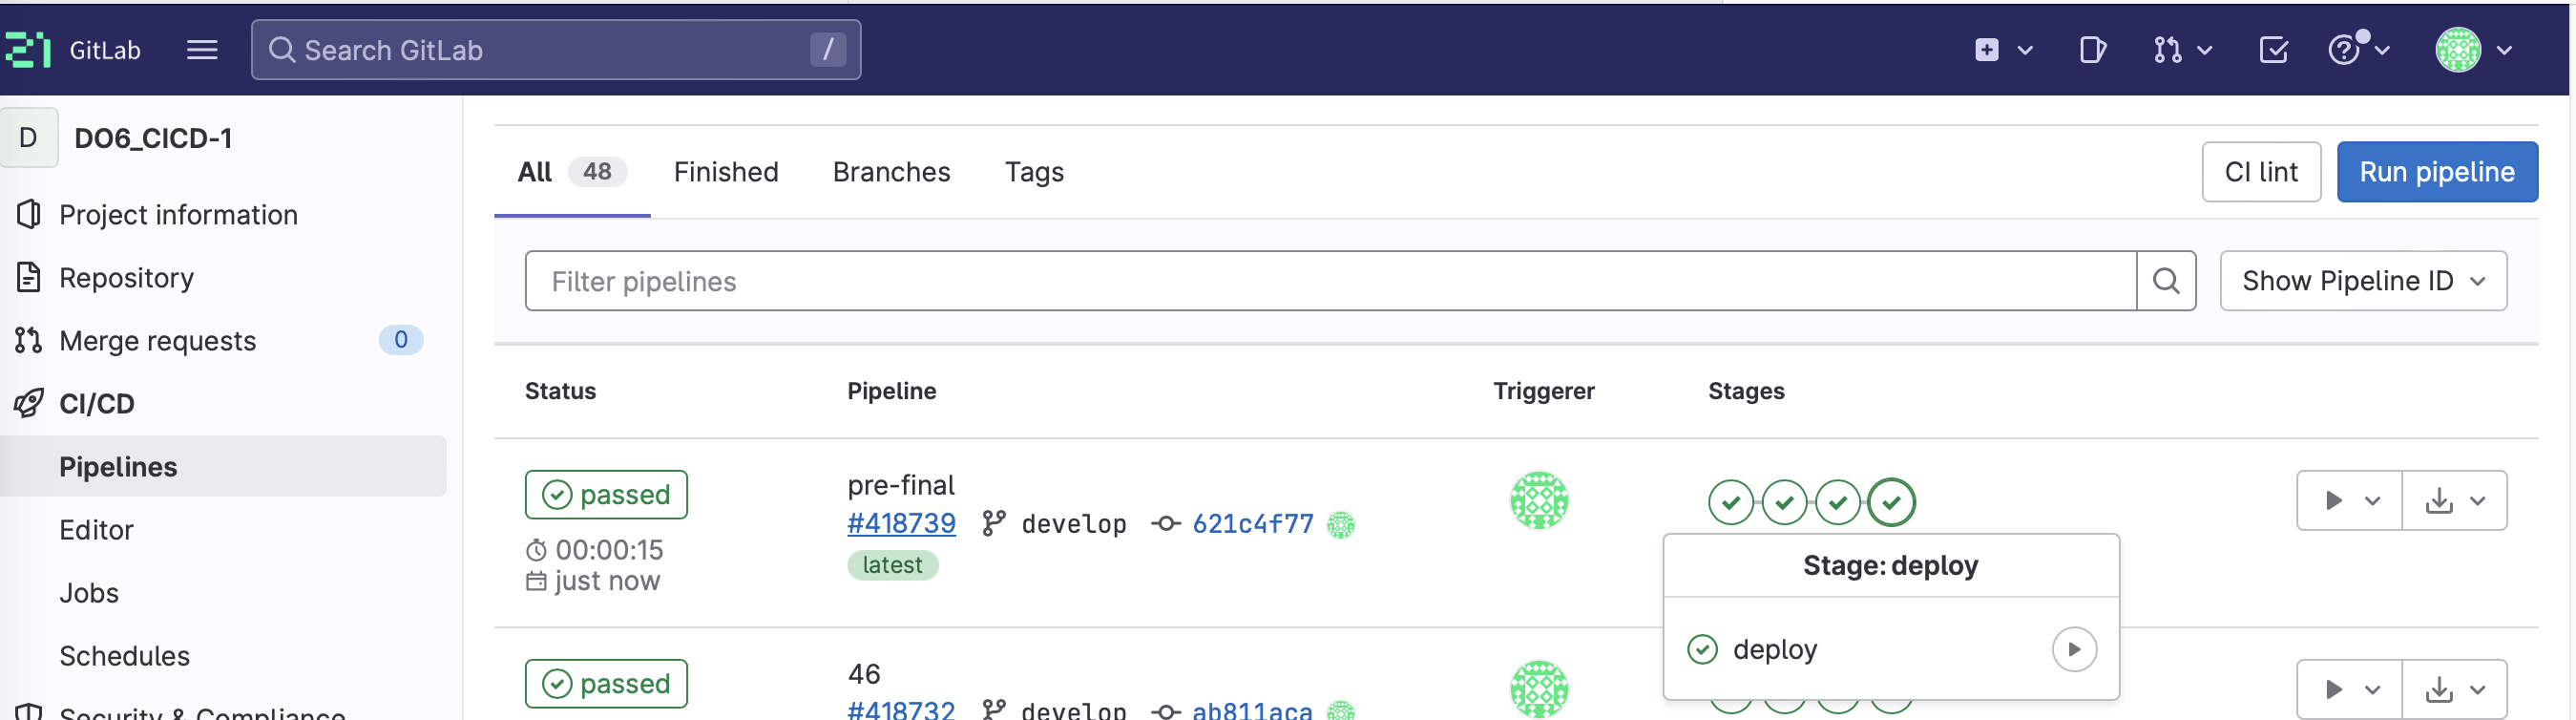 21 GitLab
Search GitLab /
D DO6_CICD-1
Project information
Repository
Merge requests 0
CI/CD
Pipelines
Editor
Jobs
Schedules
Security & Compliance
All 48 Finished Branches Tags CI lint Run pipeline
Filter pipelines Show Pipeline ID
Status Pipeline Triggerer Stages
passed
00:00:15
just now
pre-final
#418739 develop 621c4f77
latest
Stage: deploy
deploy
passed
46
#418732 develop ab811aca